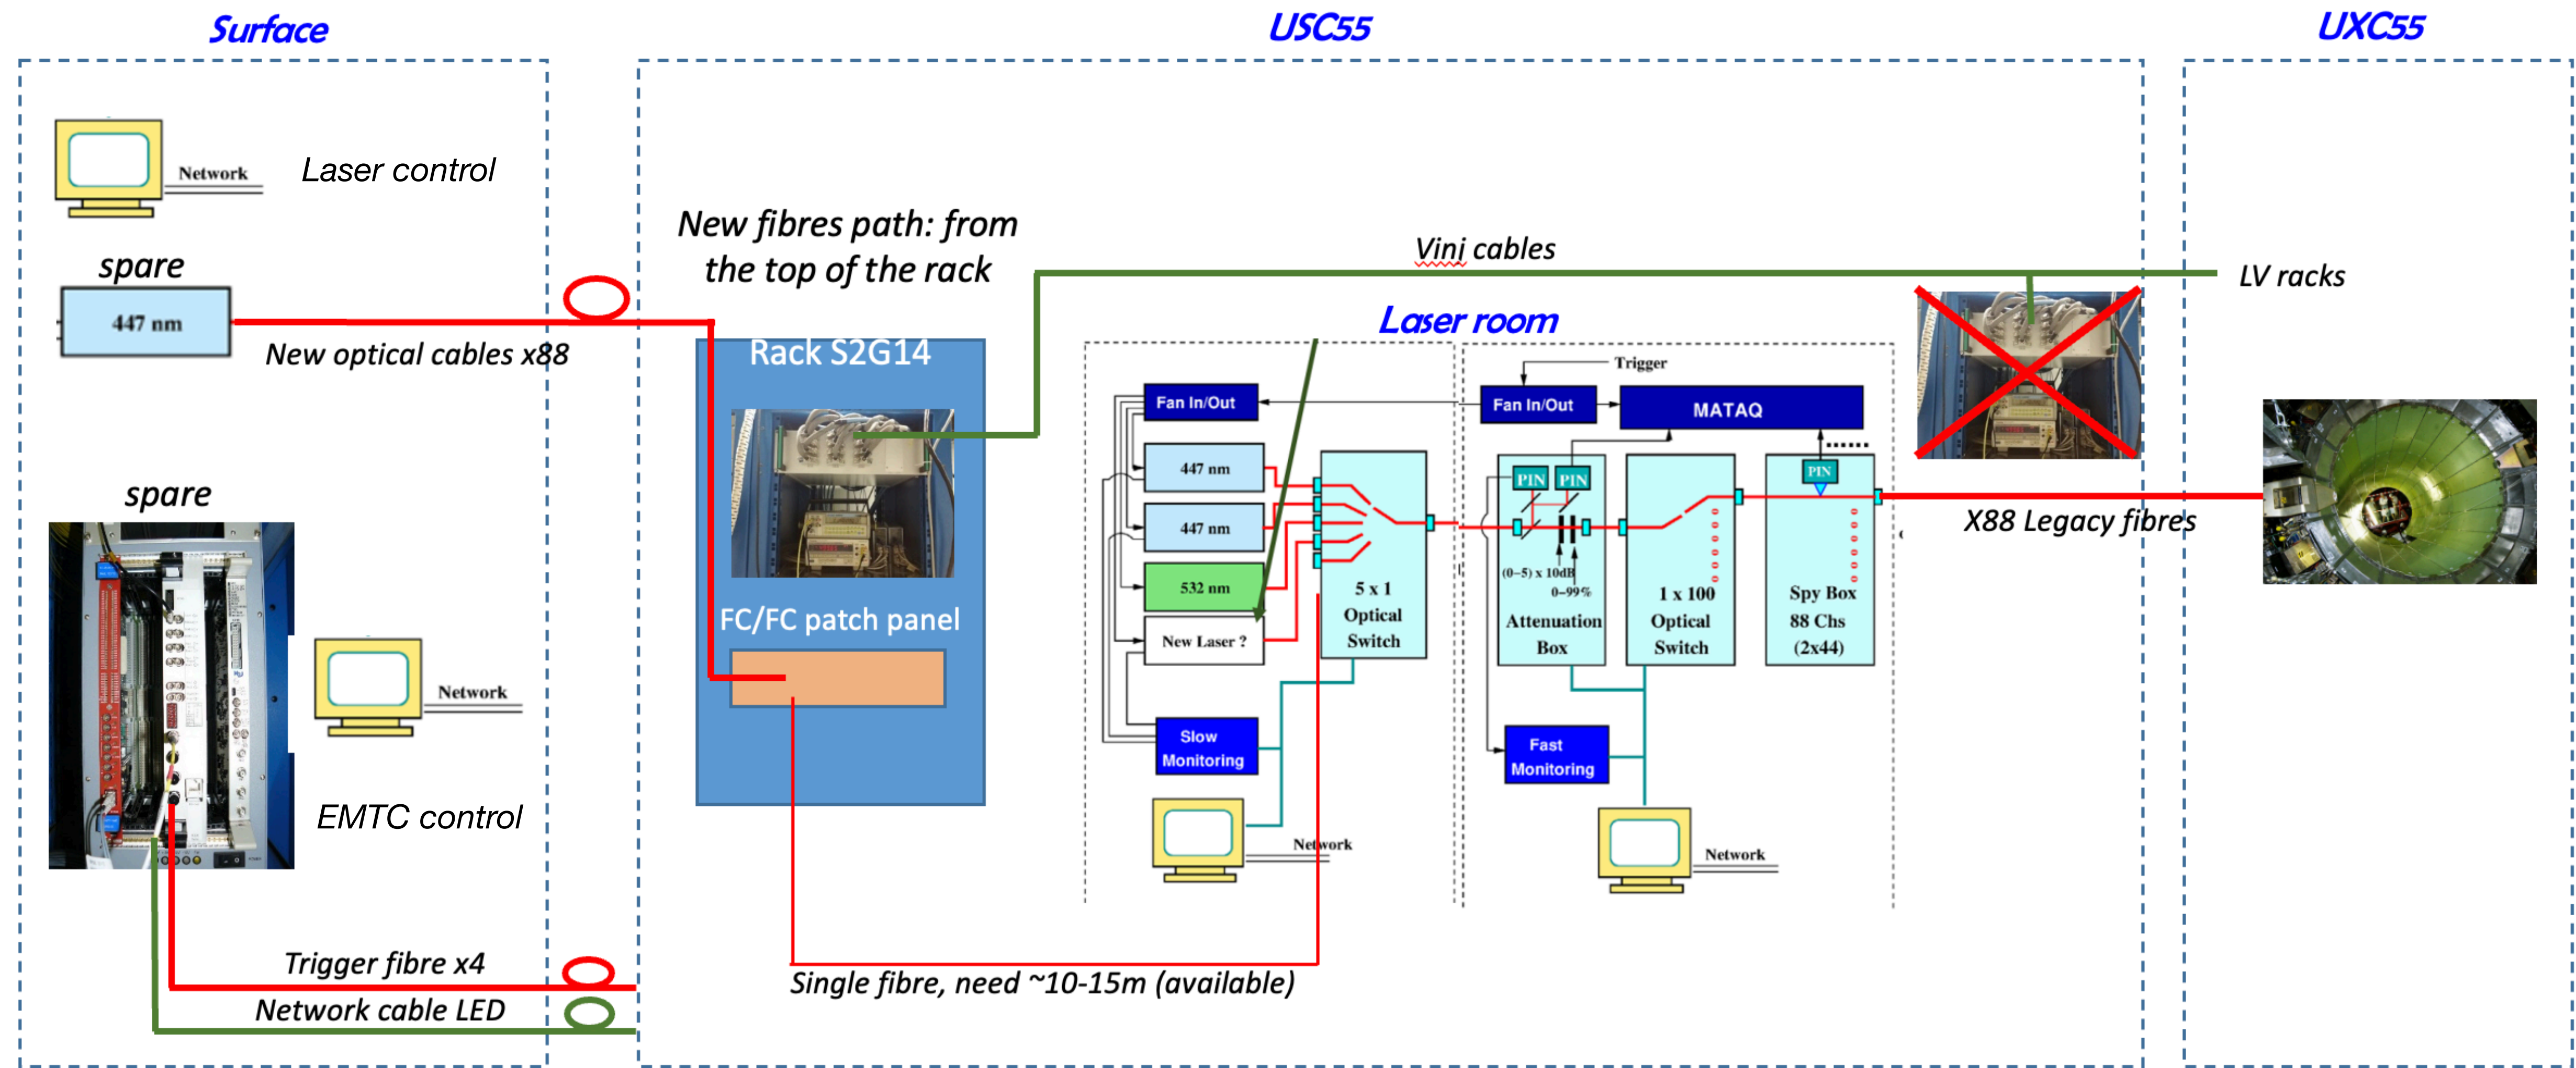 Surface
USC55
UXC55
Network
Laser control
spare
447 nm
New optical cables x88
spare
Network
EMTC control
Trigger fibre x4
Network cable LED
New fibres path: from
the top of the rack
Rack S2G14
FC/FC patch panel
Single fibre, need ~10-15m (available)
Vini cables
LV racks
Laser room
Fan In/Out
447 nm
447 nm
532 nm
New Laser ?
5 x 1
Optical
Switch
Slow
Monitoring
Network
Trigger
Fan In/Out
MATAQ
PIN
PIN
(0-5) x 10dB
0-99%
Attenuation
Box
1 x 100
Optical
Switch
PIN
Spy Box
88 Chs
(2x44)
Fast
Monitoring
Network
X88 Legacy fibres